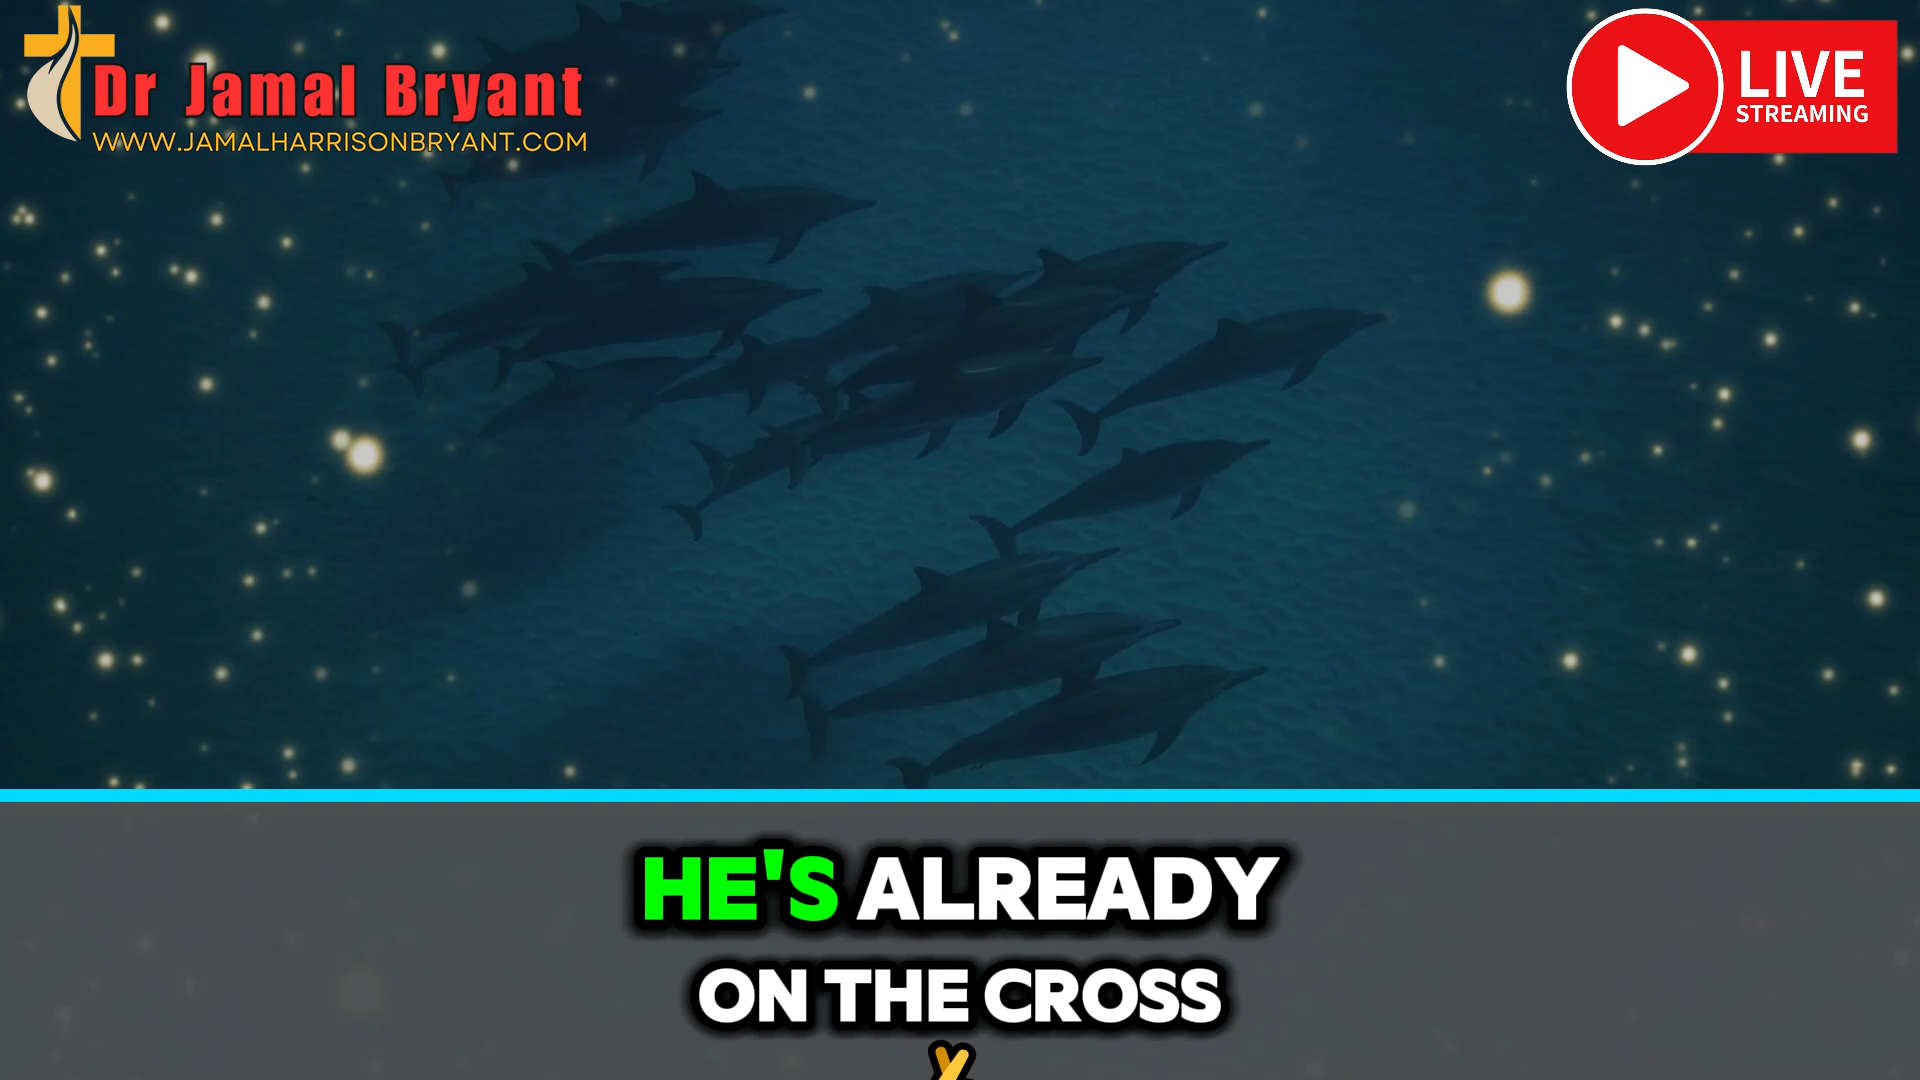 Dr Jamal Bryant
WWW.JAMALHARRISONBRYANT.COM
LIVE
STREAMING
HE'S ALREADY
ON THE CROSS